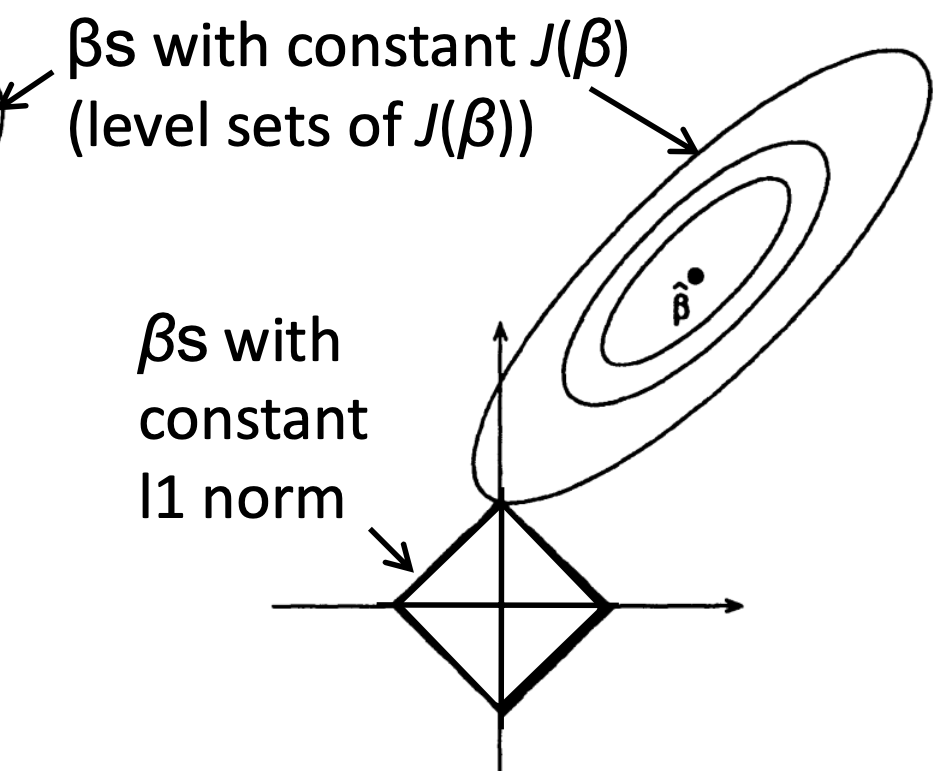 βs with constant J(β)
(level sets of J(β))
β̂
βs with
constant
l1 norm